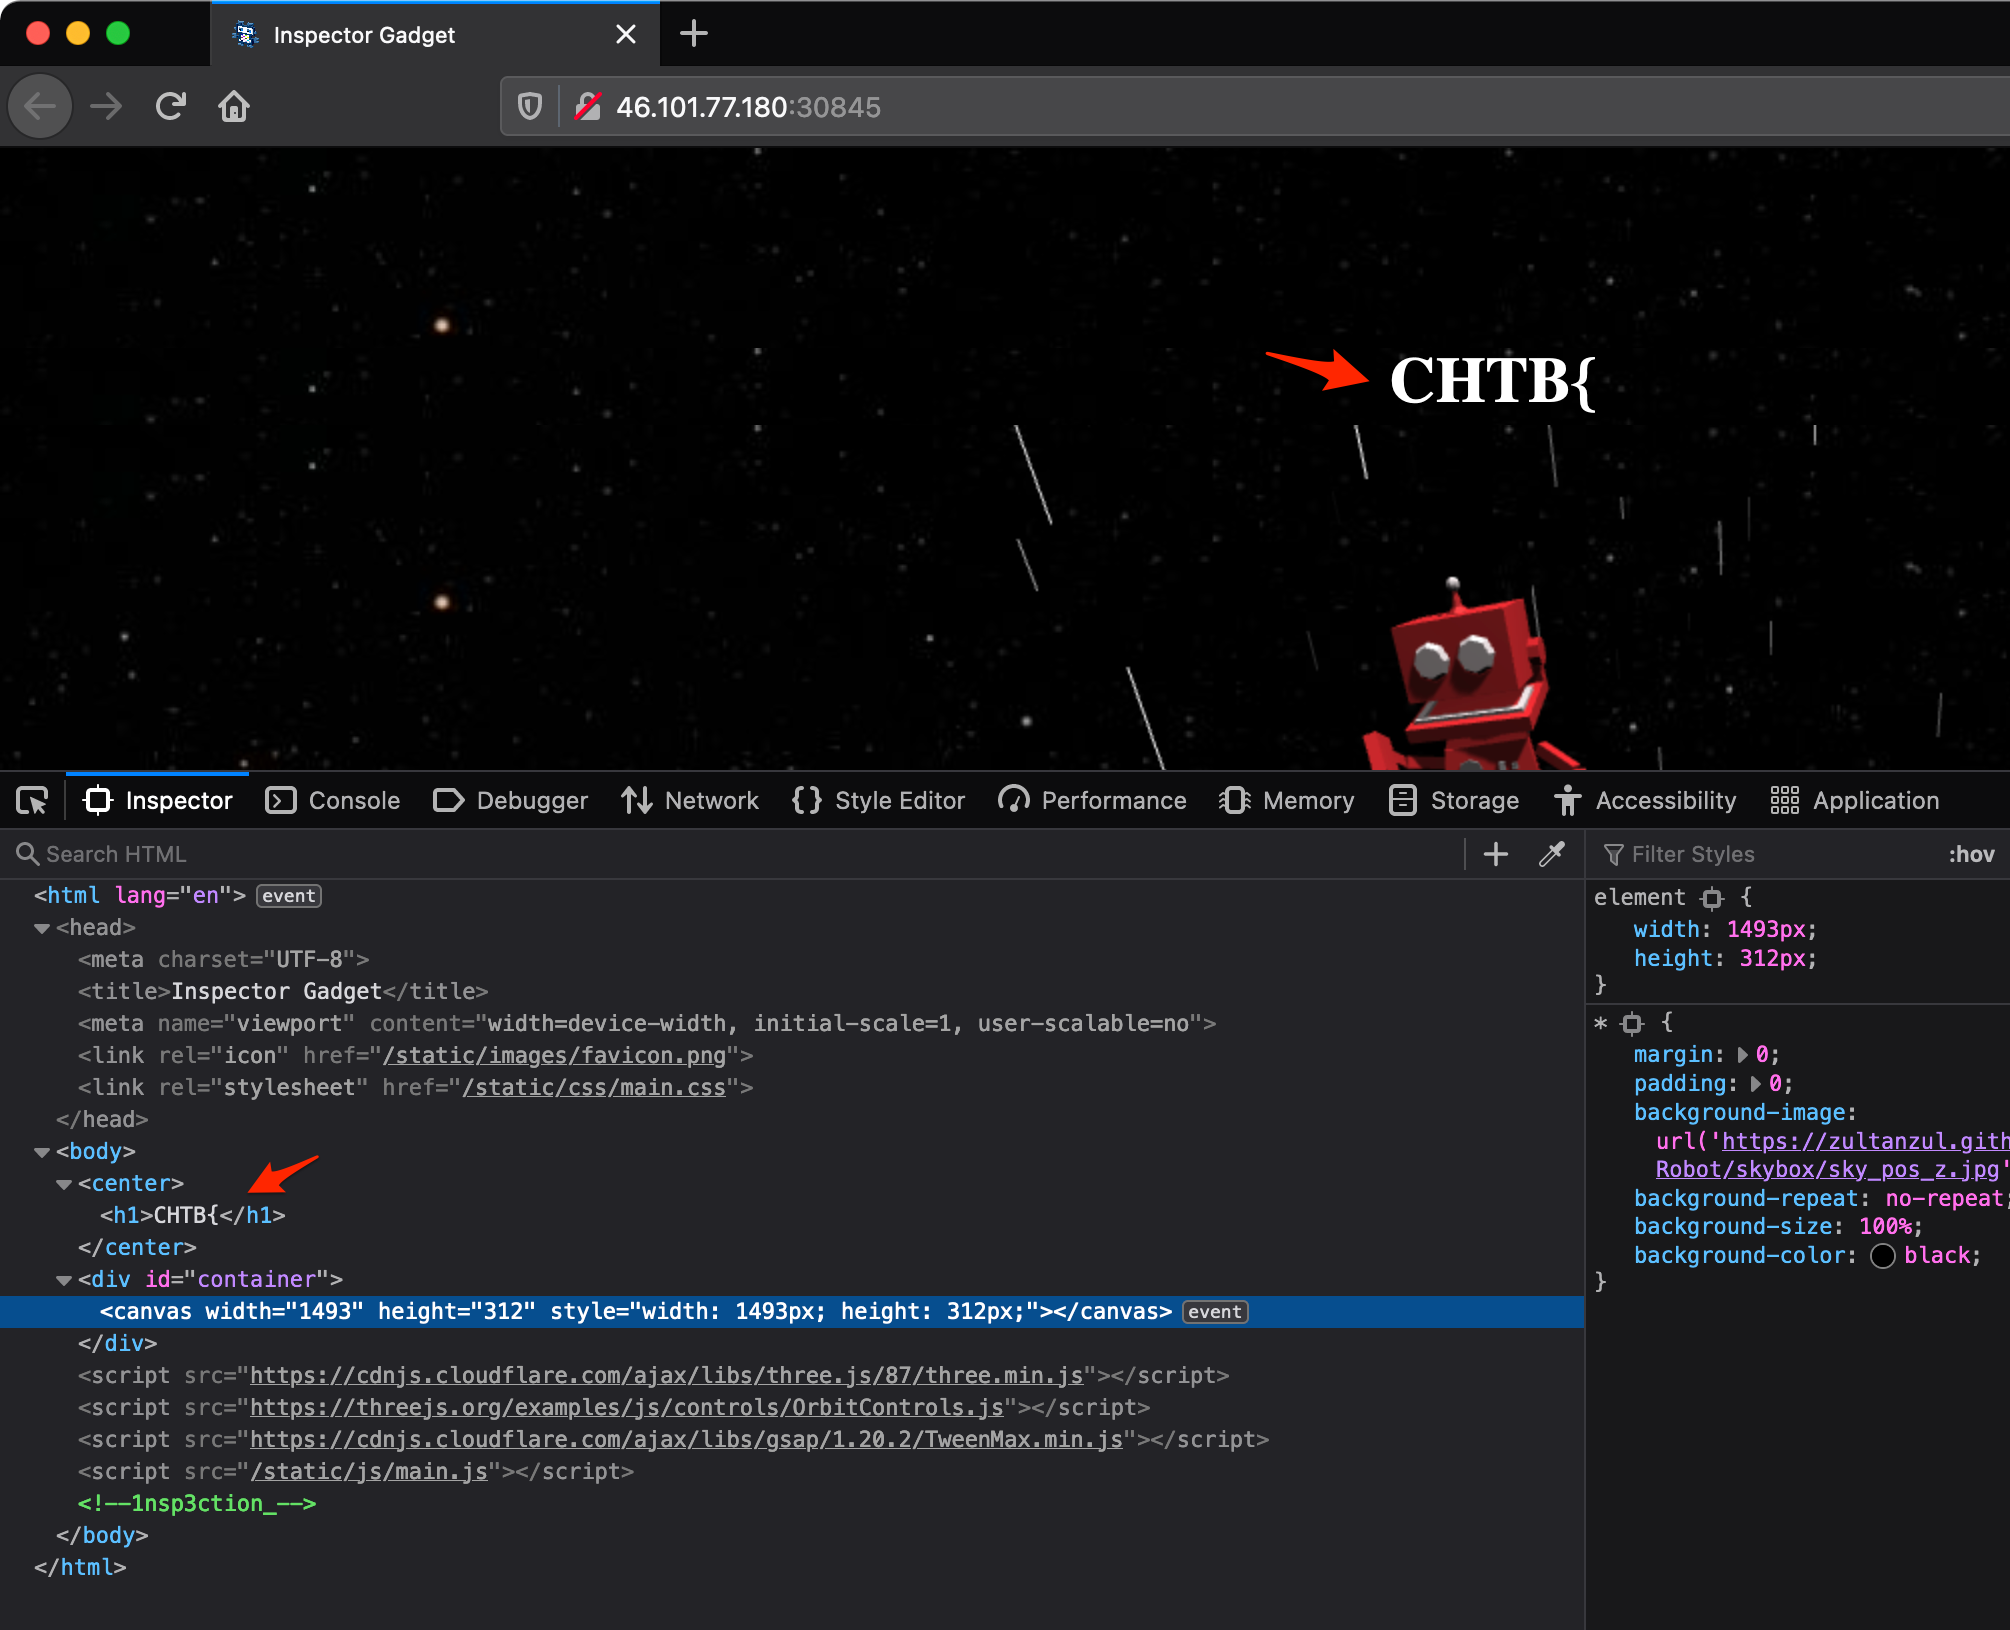 Inspector Gadget
46.101.77.180:30845
CHTB{
Inspector Console Debugger Network Style Editor Performance Memory Storage Accessibility Application
Search HTML
<html lang="en"> event
<head>
<meta charset="UTF-8">
<title>Inspector Gadget</title>
<meta name="viewport" content="width=device-width, initial-scale=1, user-scalable=no">
<link rel="icon" href="/static/images/favicon.png">
<link rel="stylesheet" href="/static/css/main.css">
</head>
<body>
<center>
<h1>CHTB{</h1>
</center>
<div id="container">
<canvas width="1493" height="312" style="width: 1493px; height: 312px;"></canvas> event
</div>
<script src="https://cdnjs.cloudflare.com/ajax/libs/three.js/87/three.min.js"></script>
<script src="https://threejs.org/examples/js/controls/OrbitControls.js"></script>
<script src="https://cdnjs.cloudflare.com/ajax/libs/gsap/1.20.2/TweenMax.min.js"></script>
<script src="/static/js/main.js"></script>
<!--1nsp3ction_-->
</body>
</html>
Filter Styles :hov
element {
width: 1493px;
height: 312px;
}
* {
margin: 0;
padding: 0;
background-image:
url('https://zultanzul.gith
Robot/skybox/sky_pos_z.jpg'
background-repeat: no-repeat;
background-size: 100%;
background-color: black;
}